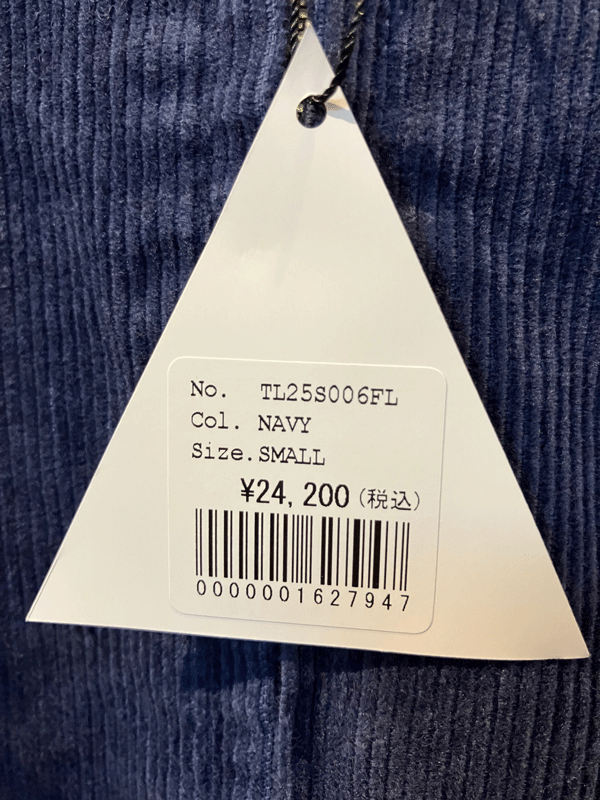 No. TL25S006FL
Col. NAVY
Size.SMALL
¥24,200(税込)
0000001627947